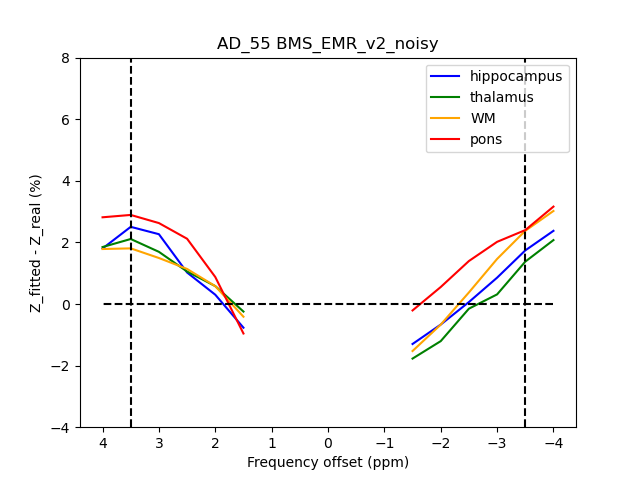 AD_55 BMS_EMR_v2_noisy
Z_fitted - Z_real (%)
8
6
4
2
0
−2
−4
hippocampus
thalamus
WM
pons
4 3 2 1 0 −1 −2 −3 −4
Frequency offset (ppm)